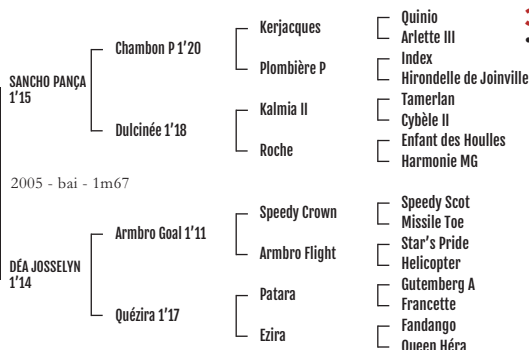 Quinio
Kerjacques
Arlette III
Chambon P 1'20
Index
Plombière P
Hirondelle de Joinville
SANCHO PANÇA
1'15
Tamerlan
Kalmia II
Cybèle II
Dulcinée 1'18
Enfant des Houlles
Roche
Harmonie MG
2005 - bai - 1m67
Speedy Scot
Speedy Crown
Missile Toe
Armbro Goal 1'11
Star's Pride
Armbro Flight
Helicopter
DÉA JOSSELYN
1'14
Gutemberg A
Patara
Francette
Quézira 1'17
Fandango
Ezira
Queen Héra